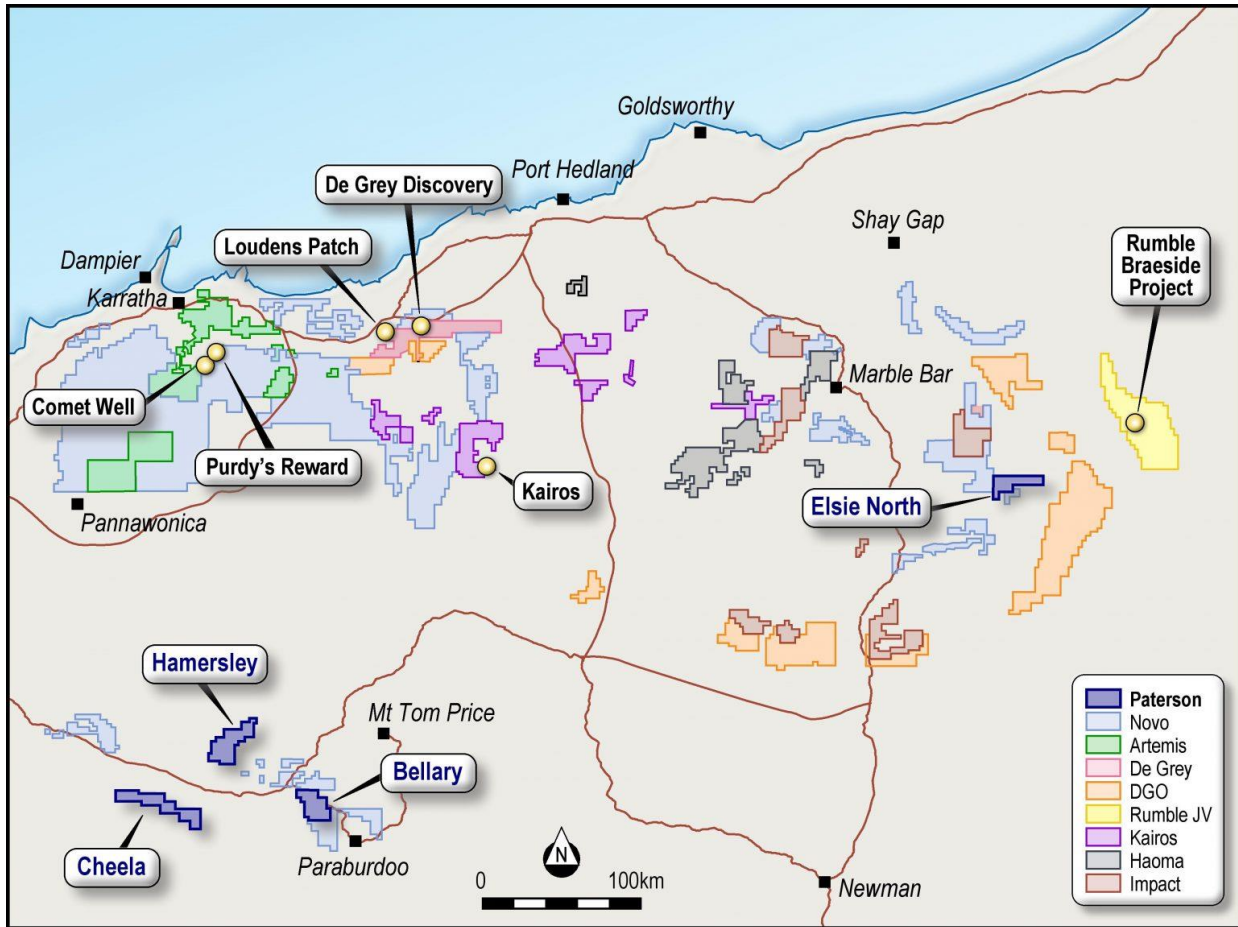 Goldsworthy
Port Hedland
De Grey Discovery
Loudens Patch
Shay Gap
Rumble
Braeside
Project
Dampier
Karratha
Marble Bar
Comet Well
Purdy's Reward
Kairos
Elsie North
Pannawonica
Hamersley
Mt Tom Price
Bellary
Cheela
Paraburdoo
N
0 100km
Newman
Paterson
Novo
Artemis
De Grey
DGO
Rumble JV
Kairos
Haoma
Impact